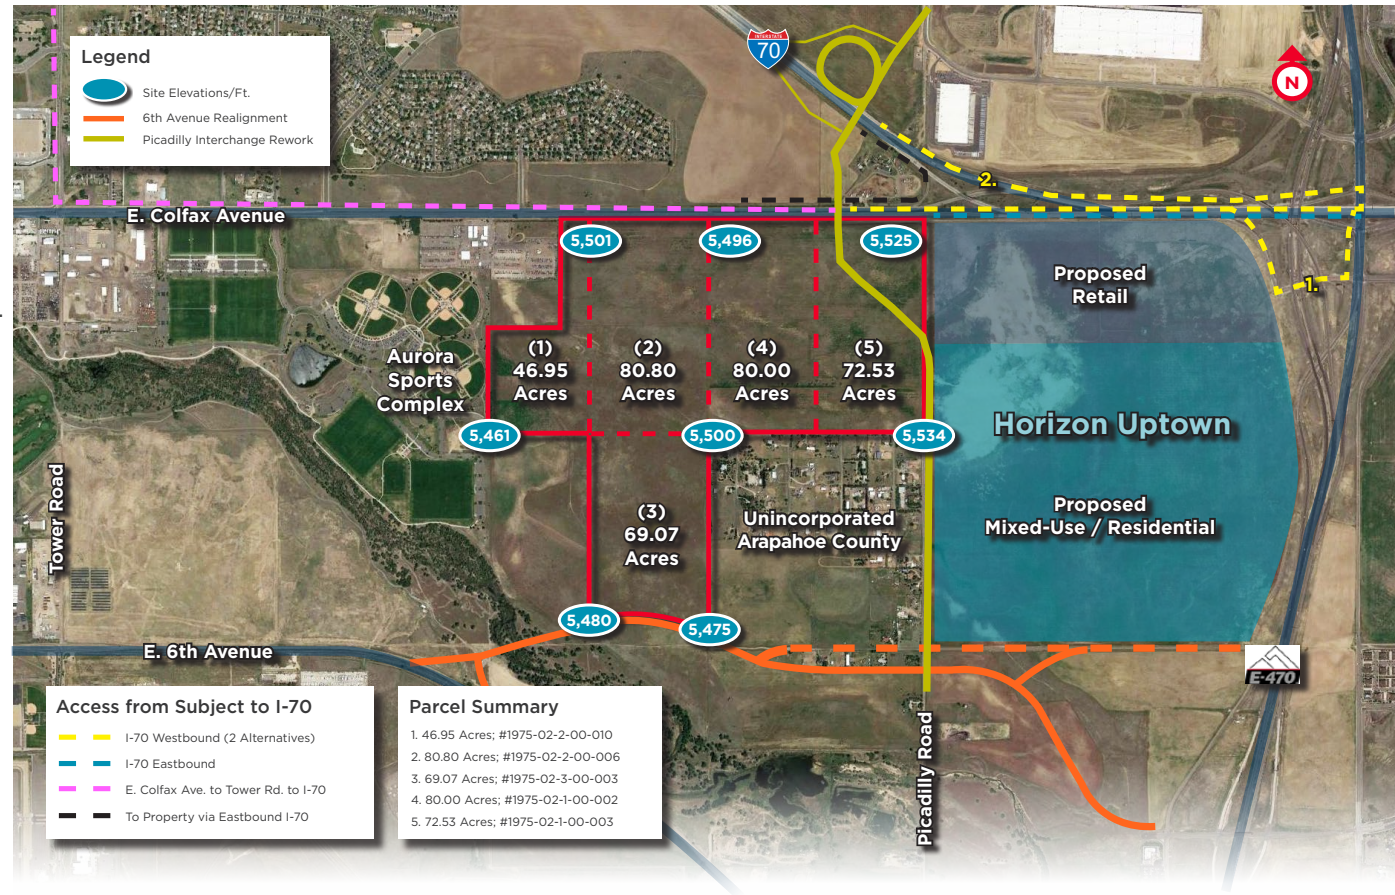 Legend
Site Elevations/Ft.
6th Avenue Realignment
Picadilly Interchange Rework
INTERSTATE
70
N
2.
E. Colfax Avenue
5,501
5,496
5,525
Proposed
Retail
1.
Aurora
Sports
Complex
(1)
46.95
Acres
(2)
80.80
Acres
(4)
80.00
Acres
(5)
72.53
Acres
Horizon Uptown
5,461
5,500
5,534
Tower Road
(3)
69.07
Acres
Unincorporated
Arapahoe County
Proposed
Mixed-Use / Residential
5,480
5,475
E. 6th Avenue
E-470
Picadilly Road
Access from Subject to I-70
I-70 Westbound (2 Alternatives)
I-70 Eastbound
E. Colfax Ave. to Tower Rd. to I-70
To Property via Eastbound I-70
Parcel Summary
1. 46.95 Acres; #1975-02-2-00-010
2. 80.80 Acres; #1975-02-2-00-006
3. 69.07 Acres; #1975-02-3-00-003
4. 80.00 Acres; #1975-02-1-00-002
5. 72.53 Acres; #1975-02-1-00-003